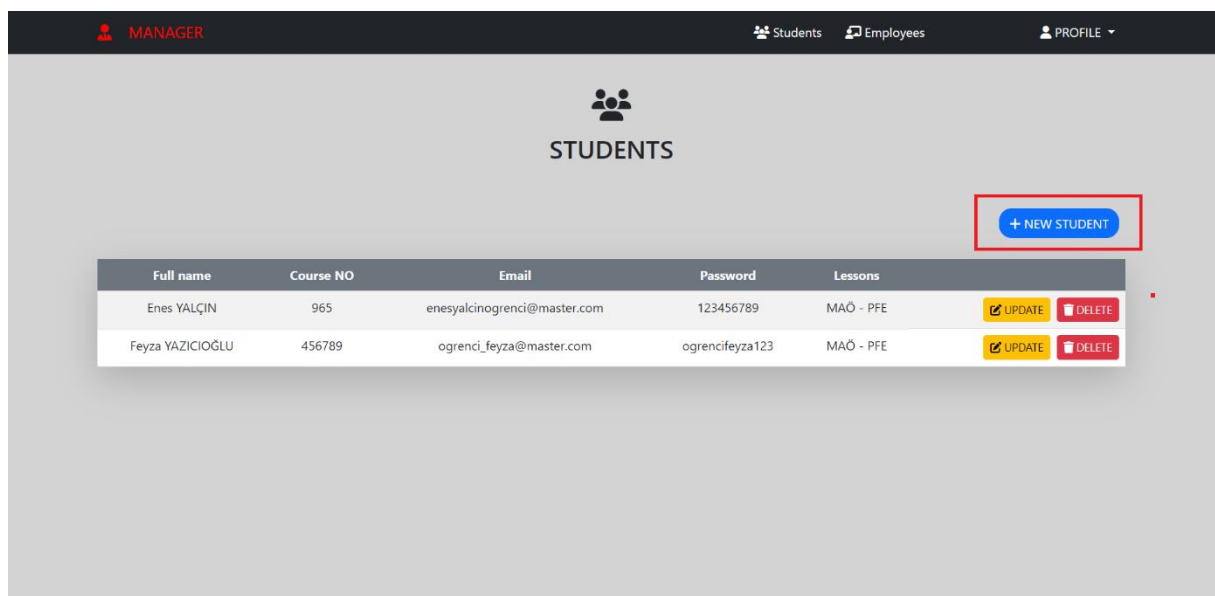 MANAGER Students Employees PROFILE
STUDENTS
+ NEW STUDENT
Full name Course NO Email Password Lessons
Enes YALÇIN 965 enesyalcinogrenci@master.com 123456789 MAÖ - PFE UPDATE DELETE
Feyza YAZICIOĞLU 456789 ogrenci_feyza@master.com ogrencifeyza123 MAÖ - PFE UPDATE DELETE